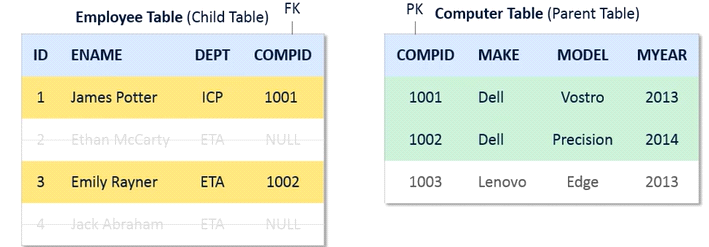 FK
Employee Table (Child Table)
ID ENAME DEPT COMPID
1 James Potter ICP 1001
2 Ethan McCarty ETA NULL
3 Emily Rayner ETA 1002
4 Jack Abraham ETA NULL
PK
Computer Table (Parent Table)
COMPID MAKE MODEL MYEAR
1001 Dell Vostro 2013
1002 Dell Precision 2014
1003 Lenovo Edge 2013